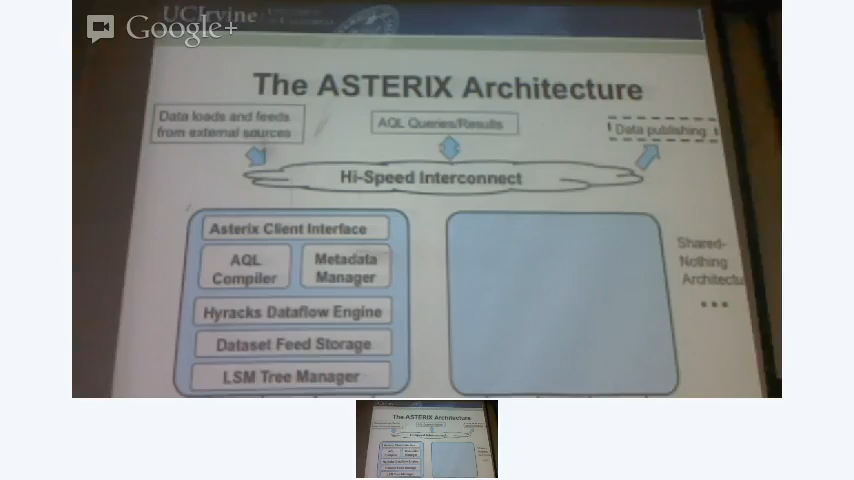 UCIrvine
Google+
The ASTERIX Architecture
Data loads and feeds
from external sources
AQL Queries/Results
Data publishing
Hi-Speed Interconnect
Asterix Client Interface
AQL
Compiler
Metadata
Manager
Hyracks Dataflow Engine
Dataset Feed Storage
LSM Tree Manager
Shared-
Nothing
Architectu
...